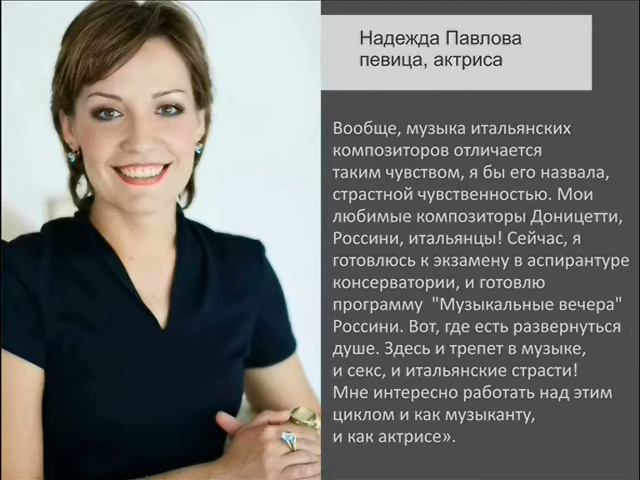 Надежда Павлова
певица, актриса
Вообще, музыка итальянских
композиторов отличается
таким чувством, я бы его назвала,
страстной чувственностью. Мои
любимые композиторы Доницетти,
Россини, итальянцы! Сейчас, я
готовлюсь к экзамену в аспирантуре
консерватории, и готовлю
программу "Музыкальные вечера"
Россини. Вот, где есть развернуться
душе. Здесь и трепет в музыке,
и секс, и итальянские страсти!
Мне интересно работать над этим
циклом и как музыканту,
и как актрисе».